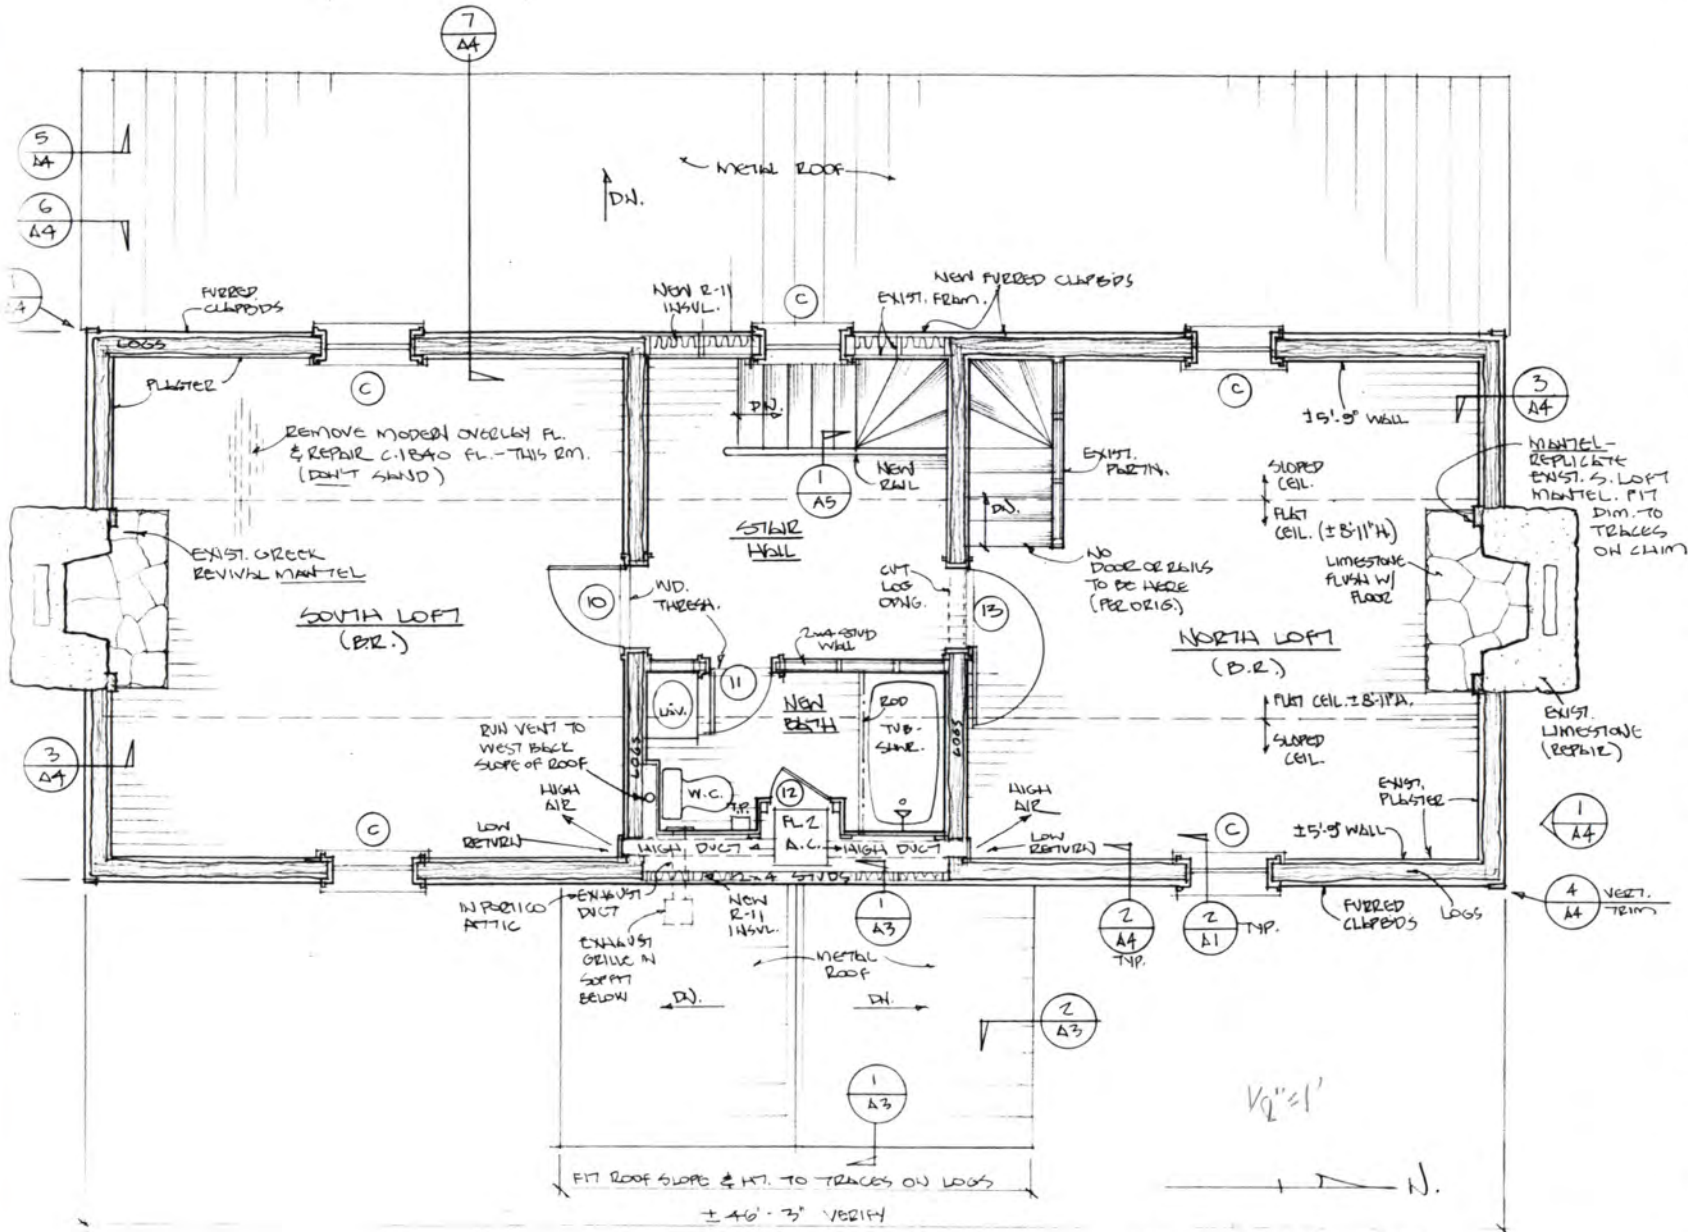 7
A4
5
A4
6
A4
METAL ROOF
DN.
FURRED
CLAPBDS
NEW R-11
INSUL.
C
NEW FURRED CLAPBDS
EXIST. FRAM.
LOGS
PLASTER
C
C
±5'-9" WALL
3
A4
REMOVE MODERN OVERLAY FL.
& REPAIR C.1840 FL. - THIS RM.
(DON'T SAND)
DN.
NEW
RAIL
1
A5
EXIST.
PARTN.
DN.
SLOPED
CEIL.
FLAT
CEIL. (±8'-11"H)
MANTEL -
REPLICATE
EXIST. S. LOFT
MANTEL. FIT
DIM. TO
TRACES
ON CHIM
EXIST. GREEK
REVIVAL MANTEL
STAIR
HALL
NO
DOOR OR RAILS
TO BE HERE
(PER ORIG.)
LIMESTONE
FLUSH W/
FLOOR
SOUTH LOFT
(B.R.)
10
WD.
THRESH.
CUT
LOG
OPNG.
13
2x4 STUD
WALL
NORTH LOFT
(B.R.)
LAV.
11
NEW
BATH
ROD
TUB-
SHWR.
LOGS
LOGS
FLAT CEIL. ±8'-11"H.
SLOPED
CEIL.
EXIST.
LIMESTONE
(REPAIR)
3
A4
RUN VENT TO
WEST BACK
SLOPE OF ROOF
HIGH
AIR
LOW
RETURN
W.C.
T.P.
12
FL. 2
A.C.
HIGH DUCT
HIGH DUCT
HIGH
AIR
LOW
RETURN
EXIST.
PLASTER
±5'-9" WALL
1
A4
C
C
2x4 STUDS
IN PORTICO
ATTIC
EXHAUST
DUCT
NEW
R-11
INSUL.
1
A3
2
A4
TYP.
2
A1
TYP.
FURRED
CLAPBDS
LOGS
4
A4
VERT.
TRIM
EXHAUST
GRILLE IN
SOFFIT
BELOW
METAL
ROOF
DN.
DN.
2
A3
1
A3
FIT ROOF SLOPE & HT. TO TRACES ON LOGS
N.
±46'-3" VERIFY